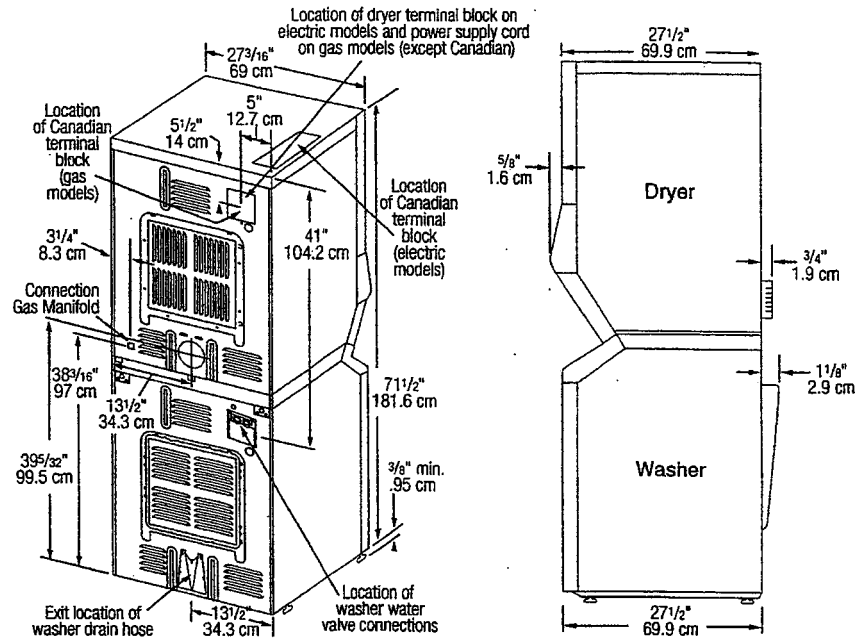 Location of dryer terminal block on
electric models and power supply cord
on gas models (except Canadian)
27 3/16"
69 cm
5"
12.7 cm
5 1/2"
14 cm
Location
of Canadian
terminal
block
(gas
models)
3 1/4"
8.3 cm
Connection
Gas Manifold
41"
104.2 cm
Location
of Canadian
terminal
block
(electric
models)
38 3/16"
97 cm
13 1/2"
34.3 cm
39 5/32"
99.5 cm
71 1/2"
181.6 cm
3/8" min.
.95 cm
Exit location of
washer drain hose
13 1/2"
34.3 cm
Location of
washer water
valve connections
27 1/2"
69.9 cm
5/8"
1.6 cm
Dryer
3/4"
1.9 cm
1 1/8"
2.9 cm
Washer
27 1/2"
69.9 cm